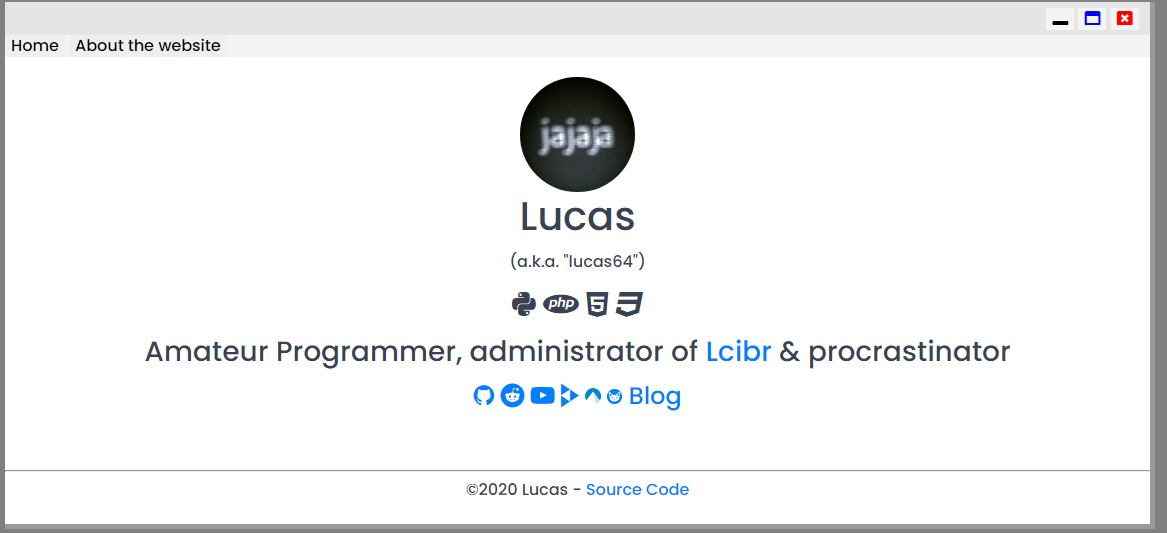 Home About the website
jajaja
Lucas
(a.k.a. "lucas64")
php
Amateur Programmer, administrator of Lcibr & procrastinator
Blog
©2020 Lucas - Source Code